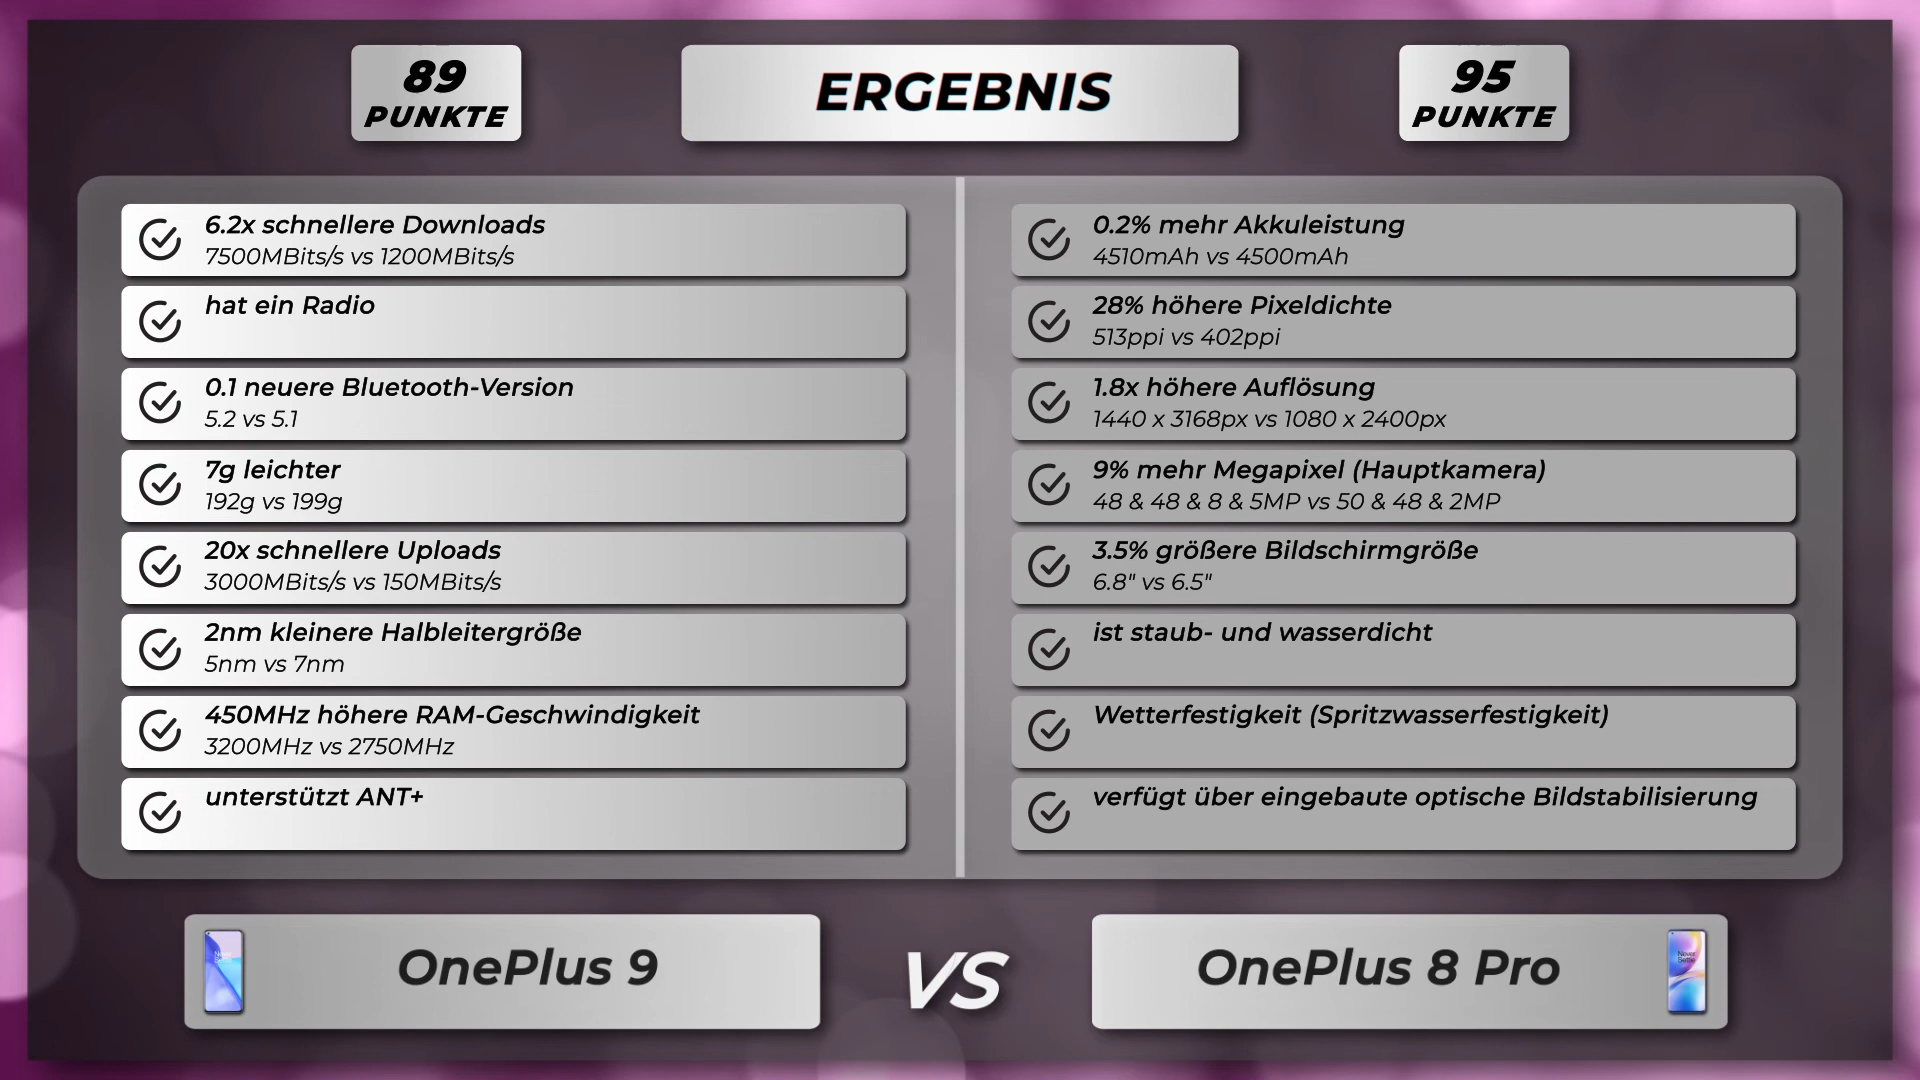 89
PUNKTE
ERGEBNIS
95
PUNKTE
6.2x schnellere Downloads
7500MBits/s vs 1200MBits/s
hat ein Radio
0.1 neuere Bluetooth-Version
5.2 vs 5.1
7g leichter
192g vs 199g
20x schnellere Uploads
3000MBits/s vs 150MBits/s
2nm kleinere Halbleitergröße
5nm vs 7nm
450MHz höhere RAM-Geschwindigkeit
3200MHz vs 2750MHz
unterstützt ANT+
0.2% mehr Akkuleistung
4510mAh vs 4500mAh
28% höhere Pixeldichte
513ppi vs 402ppi
1.8x höhere Auflösung
1440 x 3168px vs 1080 x 2400px
9% mehr Megapixel (Hauptkamera)
48 & 48 & 8 & 5MP vs 50 & 48 & 2MP
3.5% größere Bildschirmgröße
6.8" vs 6.5"
ist staub- und wasserdicht
Wetterfestigkeit (Spritzwasserfestigkeit)
verfügt über eingebaute optische Bildstabilisierung
OnePlus 9
VS
OnePlus 8 Pro
Never
Settle